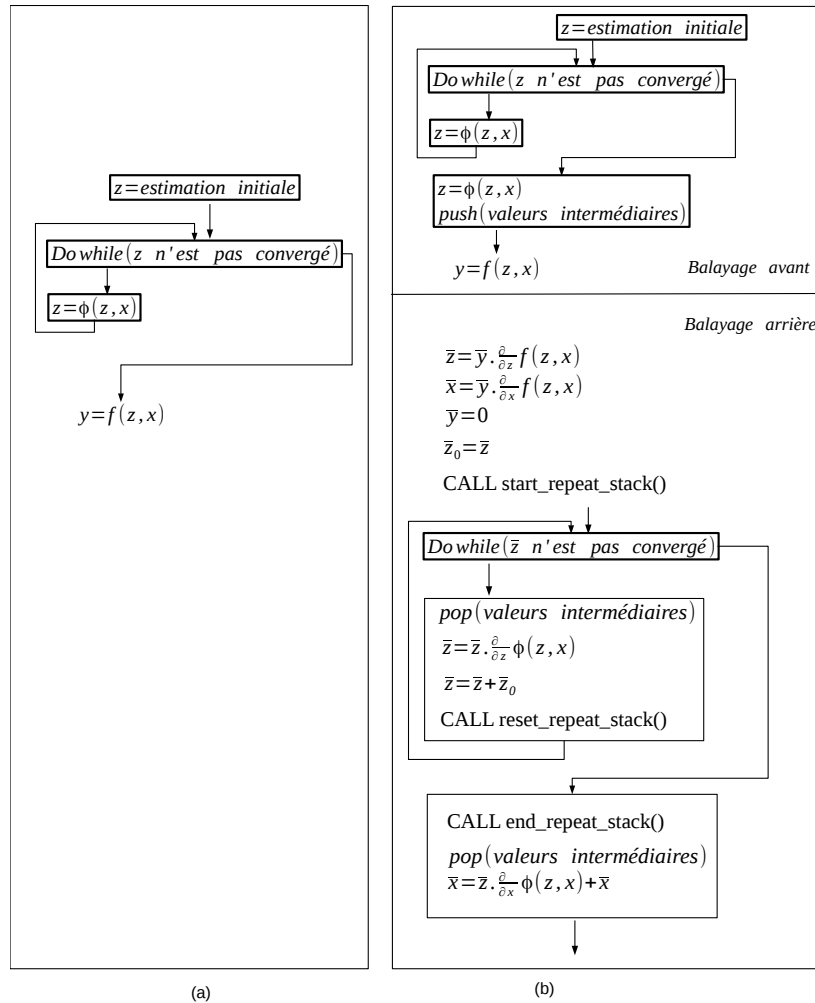 z=estimation initiale
Do while(z n'est pas convergé)
z=ϕ(z,x)
y=f(z,x)
(a)
z=estimation initiale
Do while(z n'est pas convergé)
z=ϕ(z,x)
z=ϕ(z,x)
push(valeurs intermédiaires)
y=f(z,x)
Balayage avant
Balayage arrière
z̅=y̅.∂/∂z f(z,x)
x̅=y̅.∂/∂x f(z,x)
y̅=0
z̅₀=z̅
CALL start_repeat_stack()
Do while(z̅ n'est pas convergé)
pop(valeurs intermédiaires)
z̅=z̅.∂/∂z ϕ(z,x)
z̅=z̅+z̅₀
CALL reset_repeat_stack()
CALL end_repeat_stack()
pop(valeurs intermédiaires)
x̅=z̅.∂/∂x ϕ(z,x)+x̅
(b)